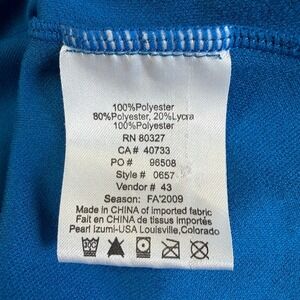 100%Polyester
80%Polyester, 20%Lycra
100%Polyester
RN 80327
CA# 40733
PO # 96508
Style # 0657
Vendor # 43
Season: FA'2009
Made in CHINA of imported fabric
Fait en CHINA de tissus importés
Pearl Izumi-USA Louisville,Colorado